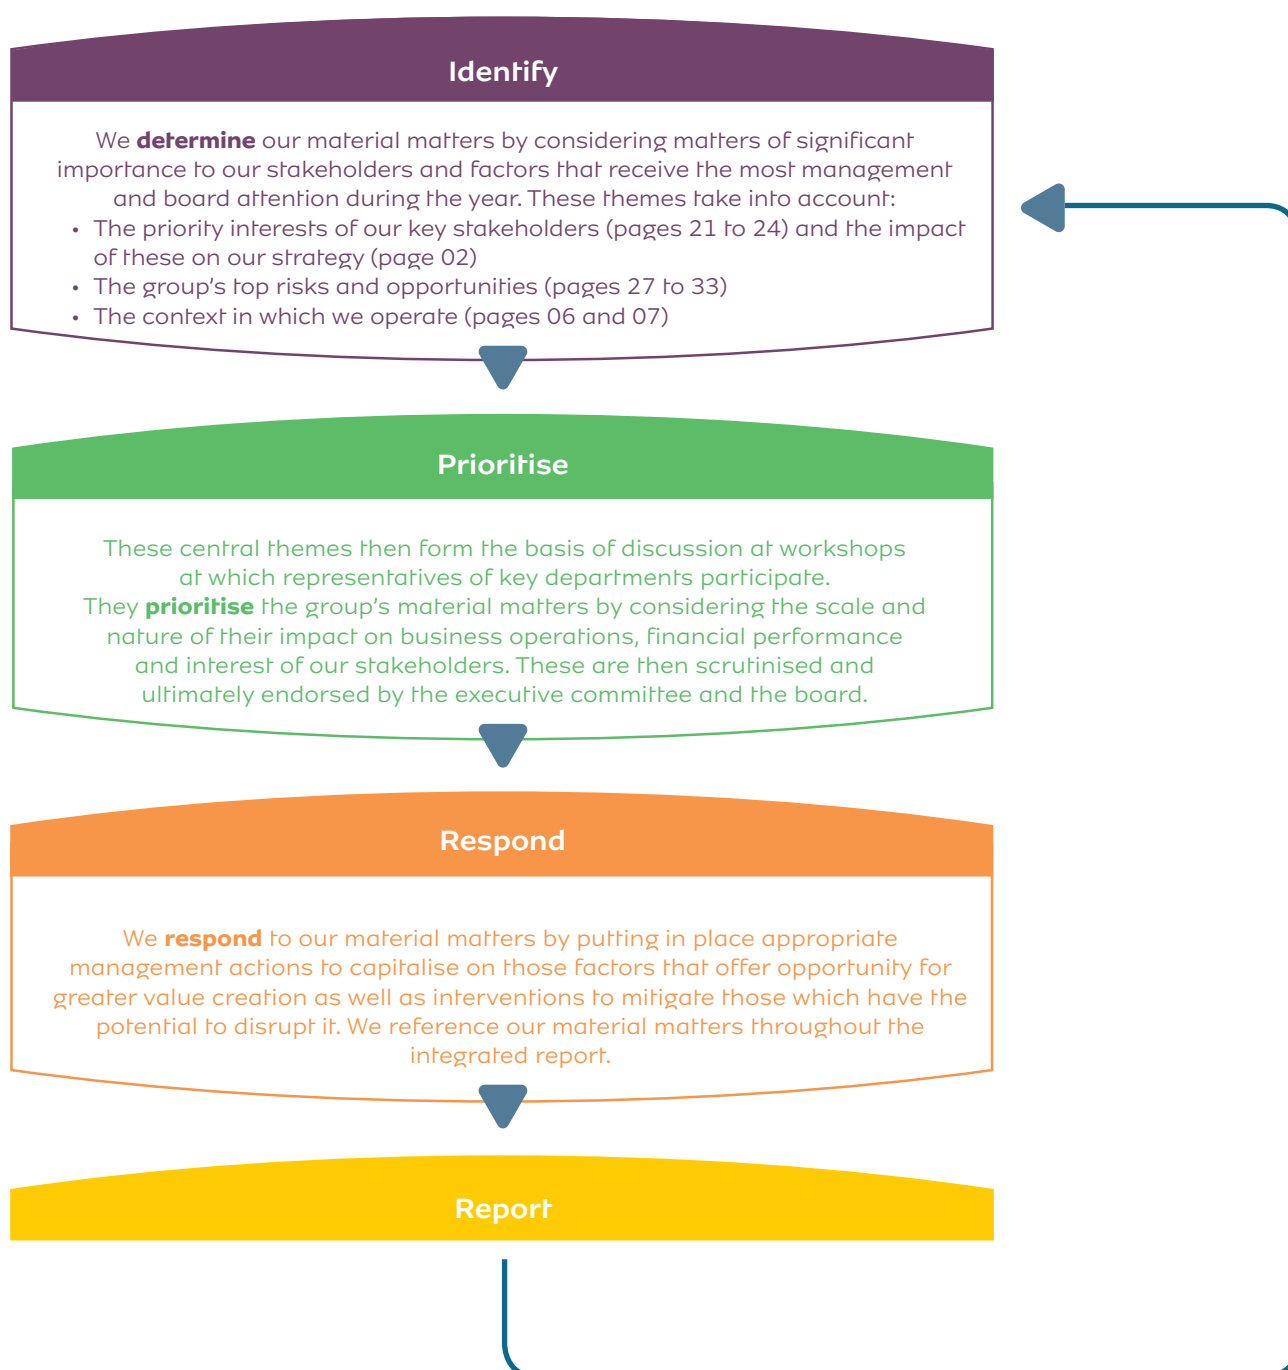 Identify
We determine our material matters by considering matters of significant
importance to our stakeholders and factors that receive the most management
and board attention during the year. These themes take into account:
• The priority interests of our key stakeholders (pages 21 to 24) and the impact
of these on our strategy (page 02)
• The group's top risks and opportunities (pages 27 to 33)
• The context in which we operate (pages 06 and 07)
Prioritise
These central themes then form the basis of discussion at workshops
at which representatives of key departments participate.
They prioritise the group's material matters by considering the scale and
nature of their impact on business operations, financial performance
and interest of our stakeholders. These are then scrutinised and
ultimately endorsed by the executive committee and the board.
Respond
We respond to our material matters by putting in place appropriate
management actions to capitalise on those factors that offer opportunity for
greater value creation as well as interventions to mitigate those which have the
potential to disrupt it. We reference our material matters throughout the
integrated report.
Report